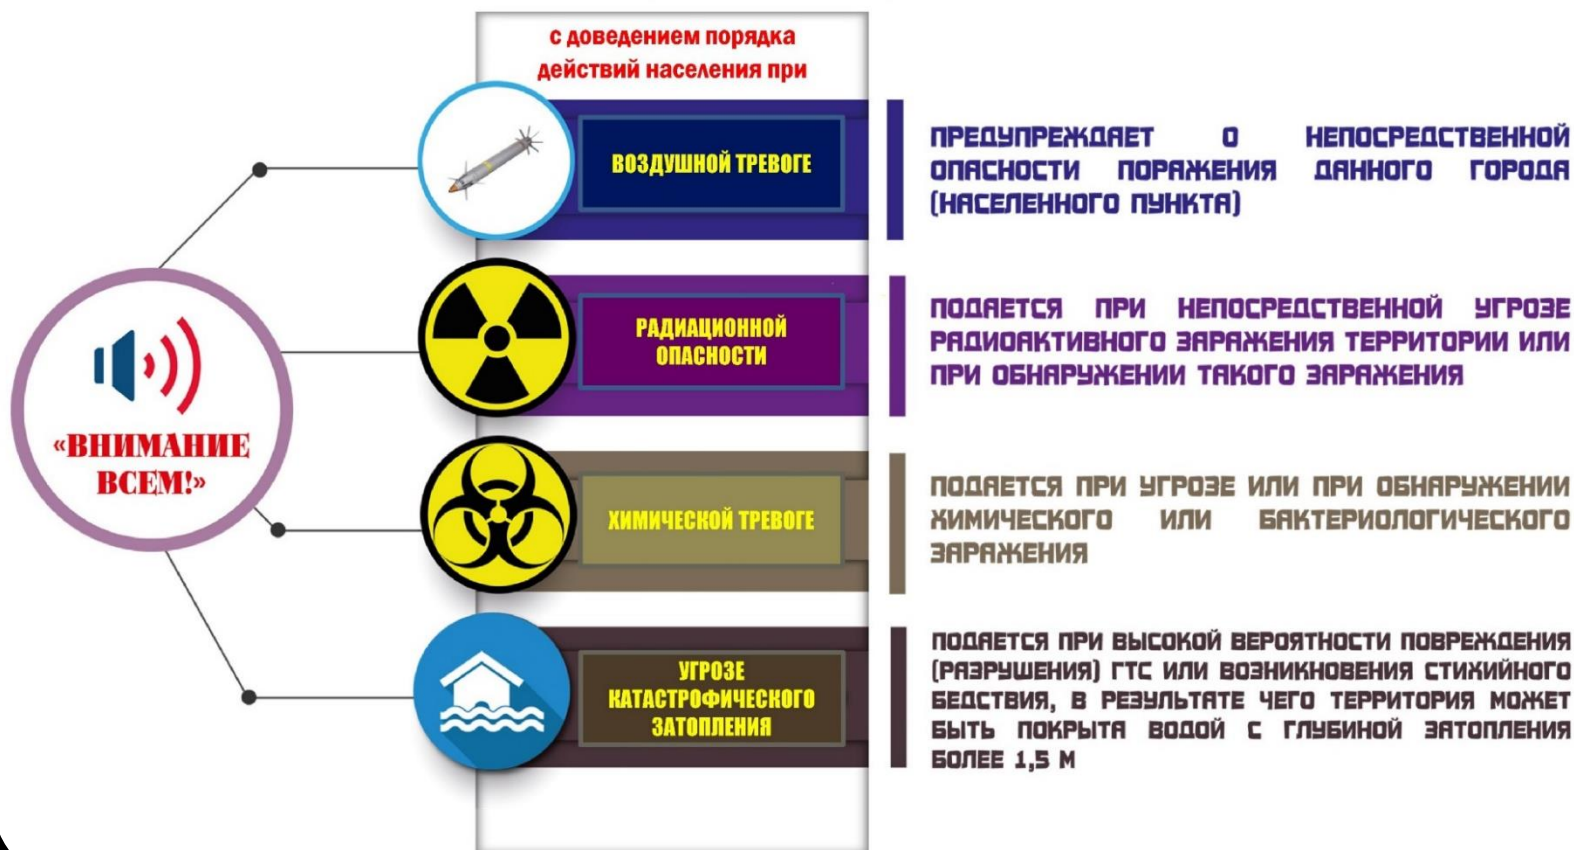 с доведением порядка
действий населения при
«ВНИМАНИЕ
ВСЕМ!»
ВОЗДУШНОЙ ТРЕВОГЕ
ПРЕДУПРЕЖДАЕТ О НЕПОСРЕДСТВЕННОЙ
ОПАСНОСТИ ПОРАЖЕНИЯ ДАННОГО ГОРОДА
(НАСЕЛЕННОГО ПУНКТА)
РАДИАЦИОННОЙ
ОПАСНОСТИ
ПОДАЕТСЯ ПРИ НЕПОСРЕДСТВЕННОЙ УГРОЗЕ
РАДИОАКТИВНОГО ЗАРАЖЕНИЯ ТЕРРИТОРИИ ИЛИ
ПРИ ОБНАРУЖЕНИИ ТАКОГО ЗАРАЖЕНИЯ
ХИМИЧЕСКОЙ ТРЕВОГЕ
ПОДАЕТСЯ ПРИ УГРОЗЕ ИЛИ ПРИ ОБНАРУЖЕНИИ
ХИМИЧЕСКОГО ИЛИ БАКТЕРИОЛОГИЧЕСКОГО
ЗАРАЖЕНИЯ
УГРОЗЕ
КАТАСТРОФИЧЕСКОГО
ЗАТОПЛЕНИЯ
ПОДАЕТСЯ ПРИ ВЫСОКОЙ ВЕРОЯТНОСТИ ПОВРЕЖДЕНИЯ
(РАЗРУШЕНИЯ) ГТС ИЛИ ВОЗНИКНОВЕНИЯ СТИХИЙНОГО
БЕДСТВИЯ, В РЕЗУЛЬТАТЕ ЧЕГО ТЕРРИТОРИЯ МОЖЕТ
БЫТЬ ПОКРЫТА ВОДОЙ С ГЛУБИНОЙ ЗАТОПЛЕНИЯ
БОЛЕЕ 1,5 М